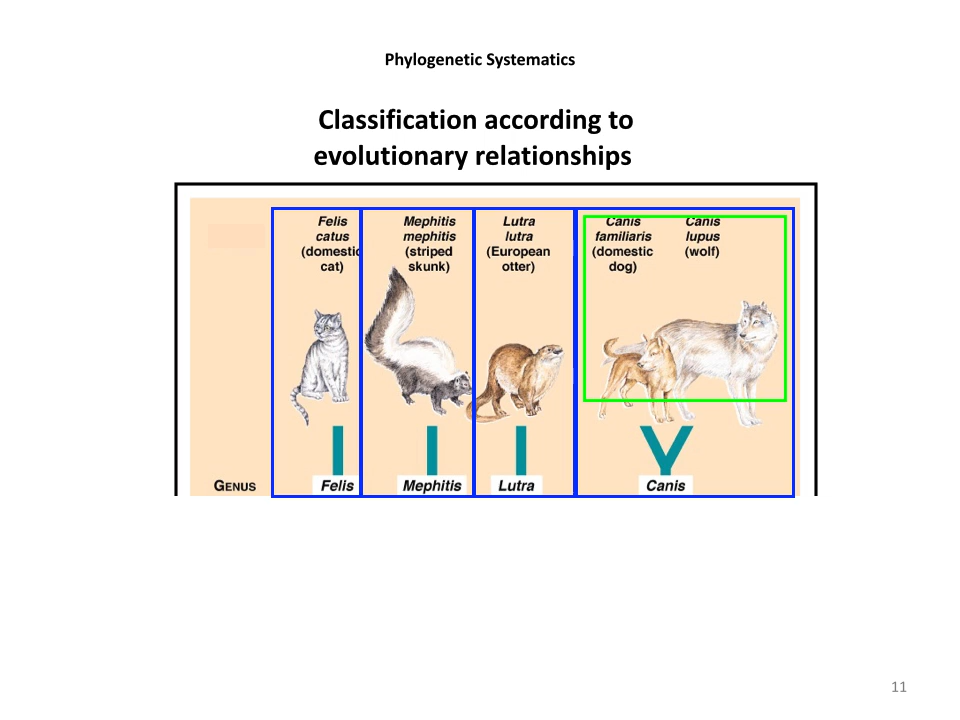 Phylogenetic Systematics
Classification according to
evolutionary relationships
Felis
catus
(domestic
cat)
Mephitis
mephitis
(striped
skunk)
Lutra
lutra
(European
otter)
Canis
familiaris
(domestic
dog)
Canis
lupus
(wolf)
GENUS
Felis
Mephitis
Lutra
Canis
11